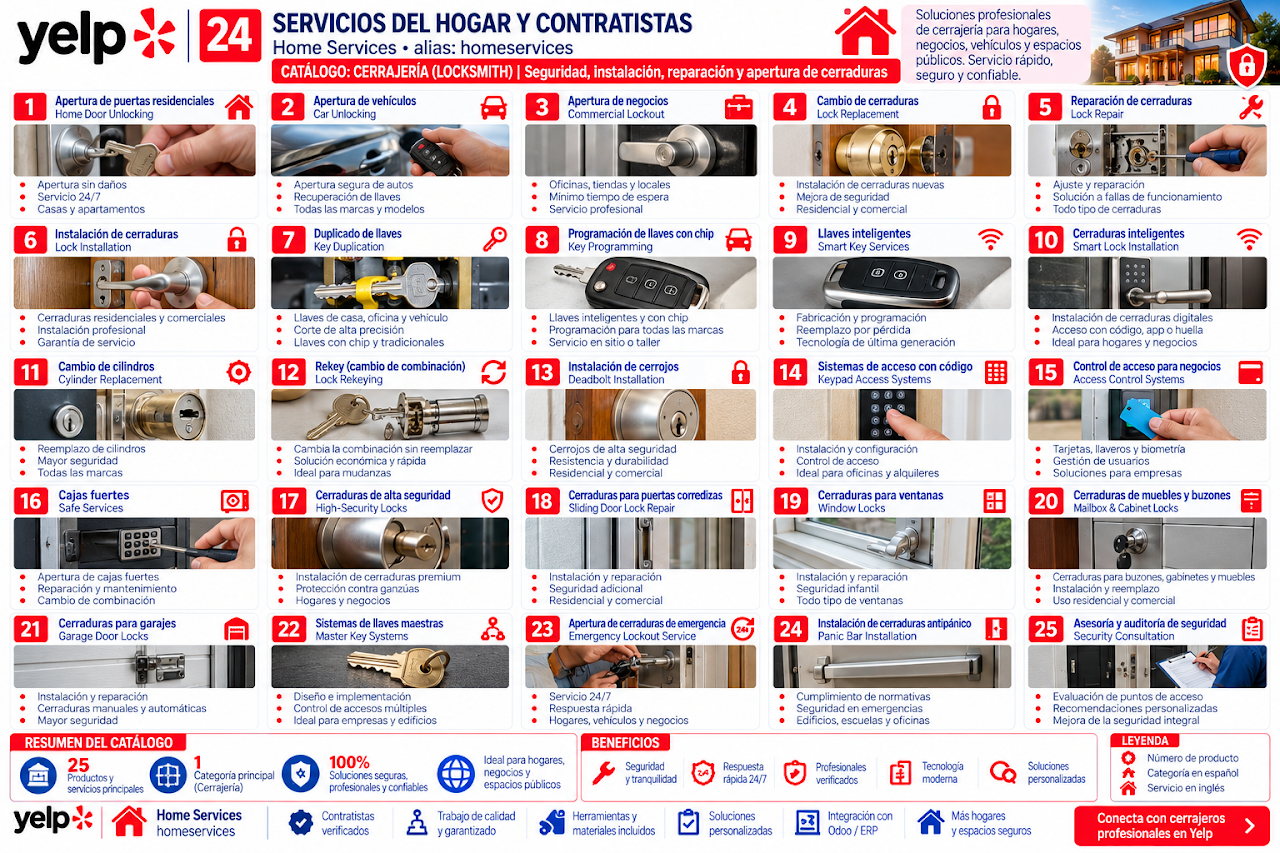 yelp
24
SERVICIOS DEL HOGAR Y CONTRATISTAS
Home Services • alias: homeservices
CATÁLOGO: CERRAJERÍA (LOCKSMITH) | Seguridad, instalación, reparación y apertura de cerraduras
Soluciones profesionales
de cerrajería para hogares,
negocios, vehículos y espacios
públicos. Servicio rápido,
seguro y confiable.
1
Apertura de puertas residenciales
Home Door Unlocking
• Apertura sin daños
• Servicio 24/7
• Casas y apartamentos
2
Apertura de vehículos
Car Unlocking
• Apertura segura de autos
• Recuperación de llaves
• Todas las marcas y modelos
3
Apertura de negocios
Commercial Lockout
• Oficinas, tiendas y locales
• Mínimo tiempo de espera
• Servicio profesional
4
Cambio de cerraduras
Lock Replacement
• Instalación de cerraduras nuevas
• Mejora de seguridad
• Residencial y comercial
5
Reparación de cerraduras
Lock Repair
• Ajuste y reparación
• Solución a fallas de funcionamiento
• Todo tipo de cerraduras
6
Instalación de cerraduras
Lock Installation
• Cerraduras residenciales y comerciales
• Instalación profesional
• Garantía de servicio
7
Duplicado de llaves
Key Duplication
• Llaves de casa, oficina y vehículo
• Corte de alta precisión
• Llaves con chip y tradicionales
8
Programación de llaves con chip
Key Programming
• Llaves inteligentes y con chip
• Programación para todas las marcas
• Servicio en sitio o taller
9
Llaves inteligentes
Smart Key Services
• Fabricación y programación
• Reemplazo por pérdida
• Tecnología de última generación
10
Cerraduras inteligentes
Smart Lock Installation
• Instalación de cerraduras digitales
• Acceso con código, app o huella
• Ideal para hogares y negocios
11
Cambio de cilindros
Cylinder Replacement
• Reemplazo de cilindros
• Mayor seguridad
• Todas las marcas
12
Rekey (cambio de combinación)
Lock Rekeying
• Cambia la combinación sin reemplazar
• Solución económica y rápida
• Ideal para mudanzas
13
Instalación de cerrojos
Deadbolt Installation
• Cerrojos de alta seguridad
• Resistencia y durabilidad
• Residencial y comercial
14
Sistemas de acceso con código
Keypad Access Systems
• Instalación y configuración
• Control de acceso
• Ideal para oficinas y alquileres
15
Control de acceso para negocios
Access Control Systems
• Tarjetas, llaveros y biometría
• Gestión de usuarios
• Soluciones para empresas
16
Cajas fuertes
Safe Services
• Apertura de cajas fuertes
• Reparación y mantenimiento
• Cambio de combinación
17
Cerraduras de alta seguridad
High-Security Locks
• Instalación de cerraduras premium
• Protección contra ganzúas
• Hogares y negocios
18
Cerraduras para puertas corredizas
Sliding Door Lock Repair
• Instalación y reparación
• Seguridad adicional
• Residencial y comercial
19
Cerraduras para ventanas
Window Locks
• Instalación y reparación
• Seguridad infantil
• Todo tipo de ventanas
20
Cerraduras de muebles y buzones
Mailbox & Cabinet Locks
• Cerraduras para buzones, gabinetes y muebles
• Instalación y reemplazo
• Uso residencial y comercial
21
Cerraduras para garajes
Garage Door Locks
• Instalación y reparación
• Cerraduras manuales y automáticas
• Mayor seguridad
22
Sistemas de llaves maestras
Master Key Systems
• Diseño e implementación
• Control de accesos múltiples
• Ideal para empresas y edificios
23
Apertura de cerraduras de emergencia
Emergency Lockout Service
24h
• Servicio 24/7
• Respuesta rápida
• Hogares, vehículos y negocios
24
Instalación de cerraduras antipánico
Panic Bar Installation
• Cumplimiento de normativas
• Seguridad en emergencias
• Edificios, escuelas y oficinas
25
Asesoría y auditoría de seguridad
Security Consultation
• Evaluación de puntos de acceso
• Recomendaciones personalizadas
• Mejora de la seguridad integral
RESUMEN DEL CATÁLOGO
25
Productos y
servicios principales
1
Categoría principal
(Cerrajería)
100%
Soluciones seguras,
profesionales y confiables
Ideal para hogares,
negocios y
espacios públicos
BENEFICIOS
Seguridad
y tranquilidad
Respuesta
rápida 24/7
Profesionales
verificados
Tecnología
moderna
Soluciones
personalizadas
LEYENDA
Número de producto
Categoría en español
Servicio en inglés
yelp
Home Services
homeservices
Contratistas
verificados
Trabajo de calidad
y garantizado
Herramientas y
materiales incluidos
Soluciones
personalizadas
Integración con
Odoo / ERP
Más hogares
y espacios seguros
Conecta con cerrajeros
profesionales en Yelp